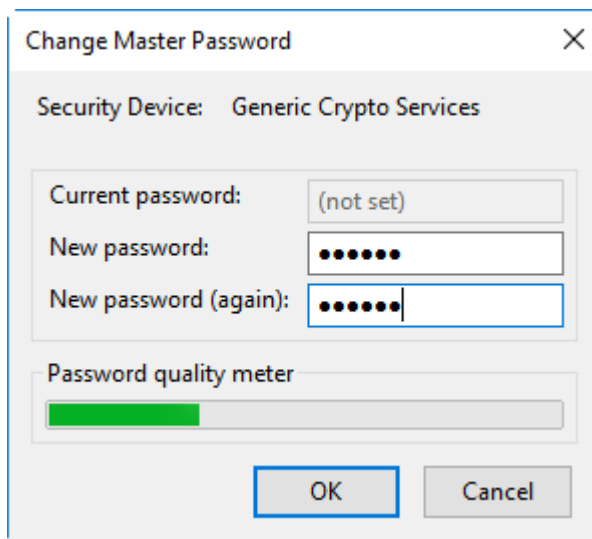 Change Master Password
Security Device: Generic Crypto Services
Current password: (not set)
New password: ●●●●●●
New password (again): ●●●●●●
Password quality meter
OK Cancel